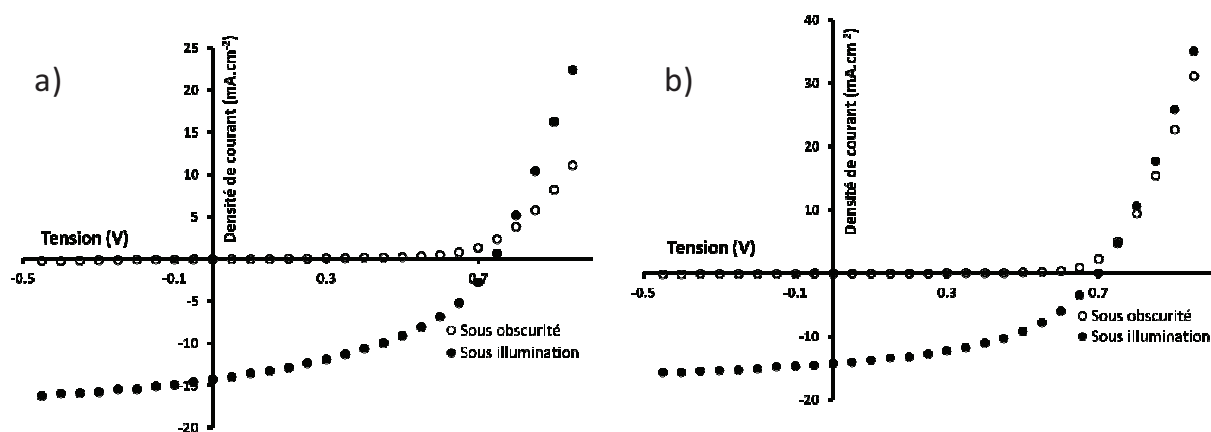 a)
Densité de courant (mA.cm-2)
25
20
15
10
5
-5
-10
-15
-20
Tension (V)
-0.5
-0.1
0.3
0.7
Sous obscurité
Sous illumination
b)
Densité de courant (mA.cm 2)
40
30
20
10
-10
-20
Tension (V)
-0.5
-0.1
0.3
0.7
Sous obscurité
Sous illumination